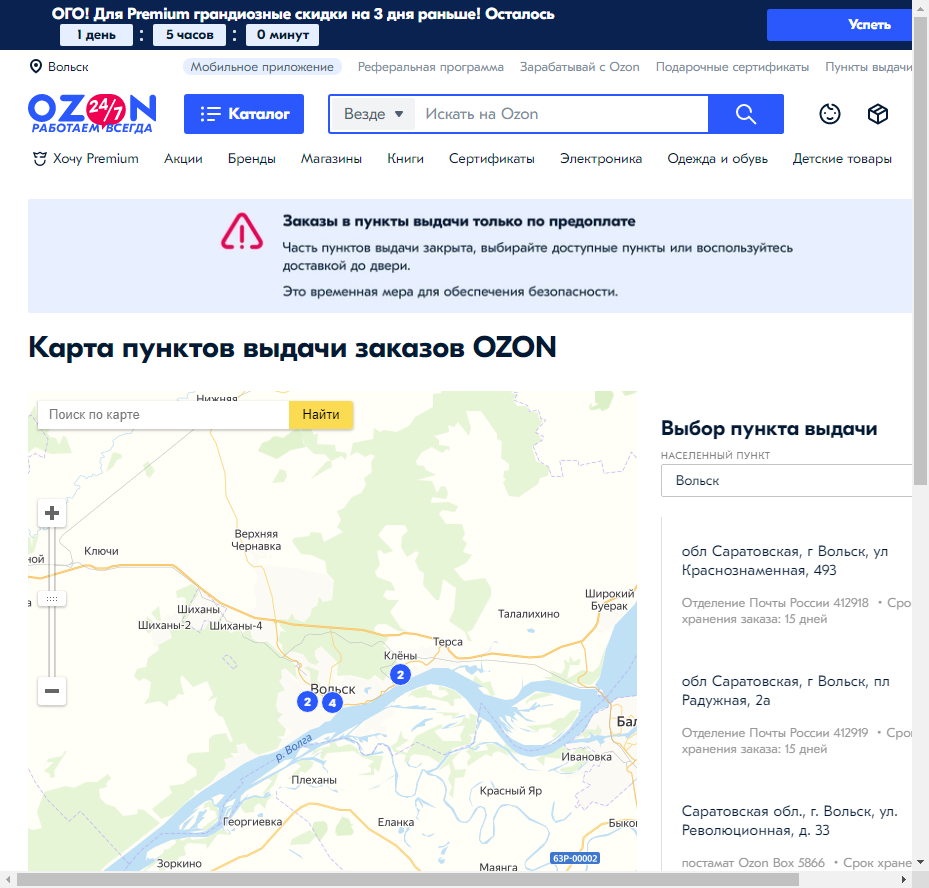 ОГО! Для Premium грандиозные скидки на 3 дня раньше! Осталось
1 день : 5 часов : 0 минут
Успеть
Вольск
Мобильное приложение
Реферальная программа
Зарабатывай с Ozon
Подарочные сертификаты
Пункты выдачи
OZON 24/7
РАБОТАЕМ ВСЕГДА
Каталог
Везде
Искать на Ozon
Хочу Premium
Акции
Бренды
Магазины
Книги
Сертификаты
Электроника
Одежда и обувь
Детские товары
Заказы в пункты выдачи только по предоплате
Часть пунктов выдачи закрыта, выбирайте доступные пункты или воспользуйтесь
доставкой до двери.
Это временная мера для обеспечения безопасности.
Карта пунктов выдачи заказов OZON
Нижняя
Поиск по карте
Найти
Верхняя
Чернавка
Ключи
ной
а
Шиханы
Шиханы-2
Шиханы-4
Широкий
Буерак
Талалихино
Терса
Клёны
2
Вольск
2
4
Бал
р. Волга
Ивановка
Плеханы
Красный Яр
Георгиевка
Еланка
Быко
Зоркино
63Р-00002
Маянга
Выбор пункта выдачи
НАСЕЛЕННЫЙ ПУНКТ
Вольск
обл Саратовская, г Вольск, ул
Краснознаменная, 493
Отделение Почты России 412918 • Сро
хранения заказа: 15 дней
обл Саратовская, г Вольск, пл
Радужная, 2а
Отделение Почты России 412919 • Сро
хранения заказа: 15 дней
Саратовская обл., г. Вольск, ул.
Революционная, д. 33
постамат Ozon Box 5866 • Срок хране